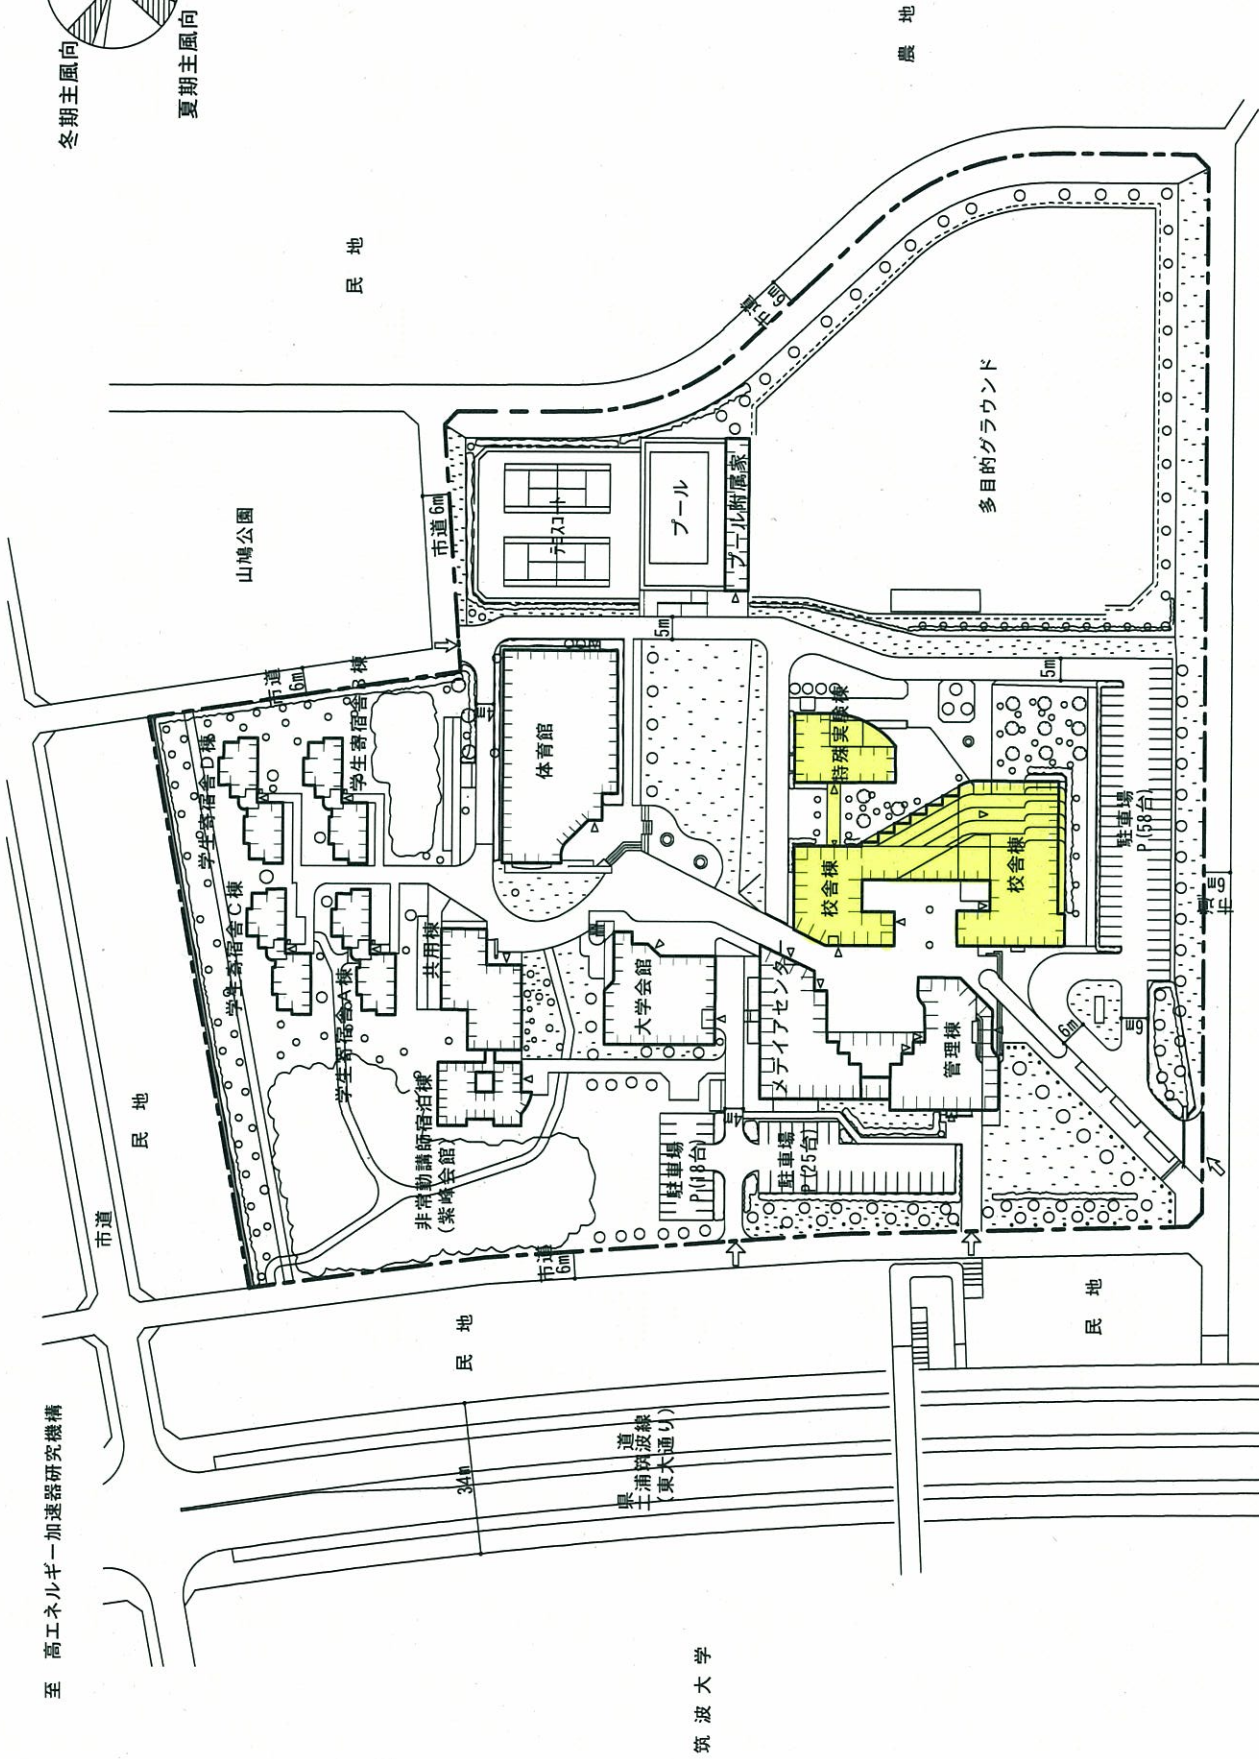 冬期主風向
夏期主風向
農地
民地
市道
6m
山鳩公園
市道6m
テニスコート
プール
プール附属家
多目的グラウンド
市道
6m
5m
5m
体育館
学生寄宿舎D棟
学生寄宿舎B棟
学生寄宿舎C棟
学生寄宿舎A棟
共用棟
大学会館
メディアセンター
管理棟
校舎棟
校舎棟
特殊実験棟
駐車場
P(58台)
6m
非常勤講師宿泊棟
(紫峰会館)
駐車場
P(18台)
駐車場
P(25台)
市道
6m
民地
市道
民地
民地
至 高エネルギー加速器研究機構
34m
県道
土浦筑波線
(東大通り)
筑波大学